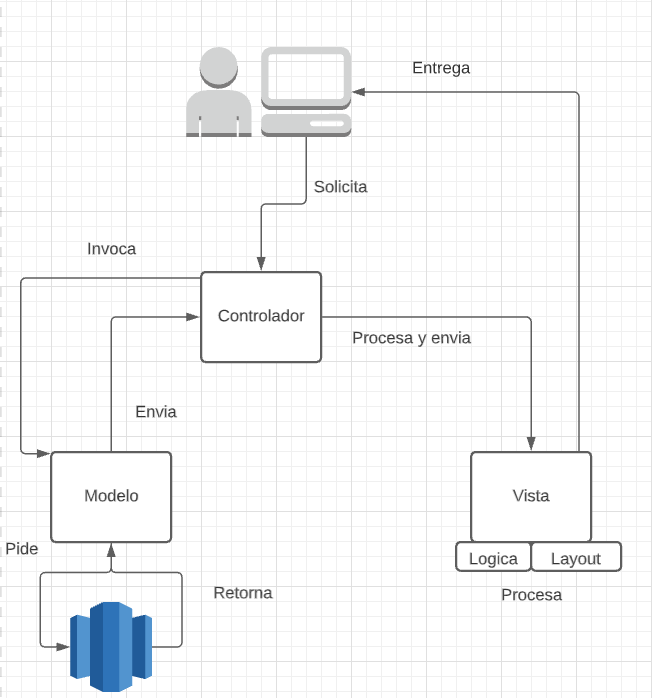 Entrega
Solicita
Invoca
Controlador
Procesa y envia
Envia
Modelo
Vista
Pide
Logica
Layout
Retorna
Procesa